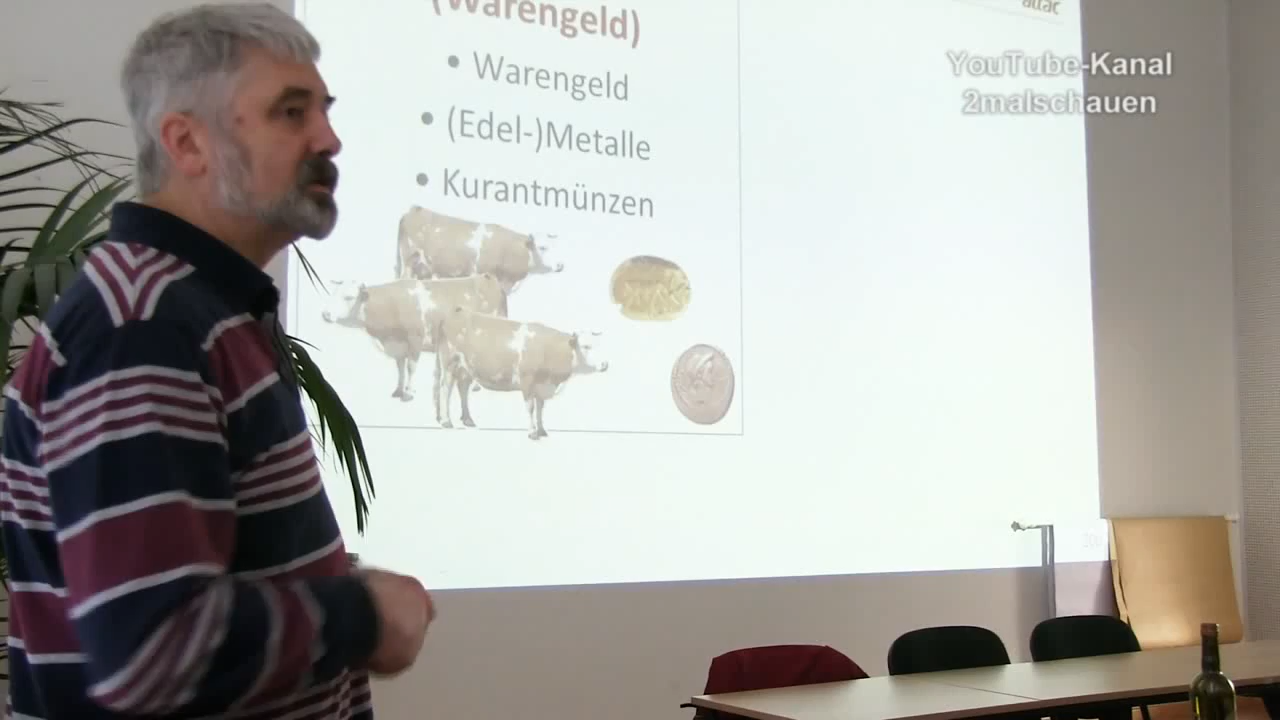 (Warengeld)
• Warengeld
• (Edel-)Metalle
• Kurantmünzen
attac
YouTube-Kanal
2malschauen